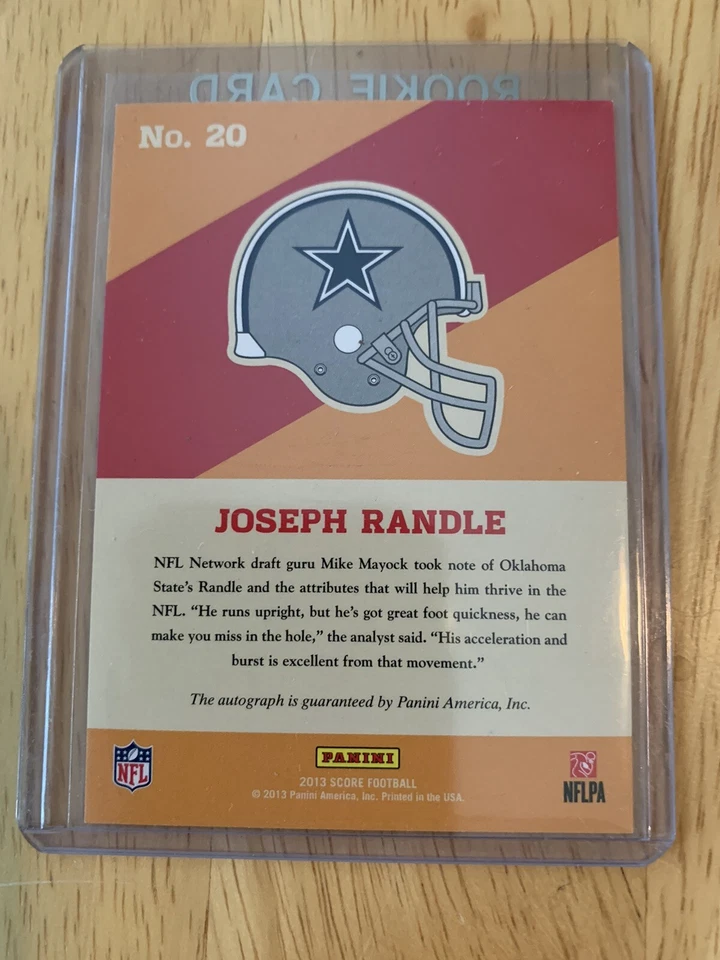 ROOKIE CARD
No. 20
JOSEPH RANDLE
NFL Network draft guru Mike Mayock took note of Oklahoma
State's Randle and the attributes that will help him thrive in the
NFL. “He runs upright, but he's got great foot quickness, he can
make you miss in the hole,” the analyst said. “His acceleration and
burst is excellent from that movement.”
The autograph is guaranteed by Panini America, Inc.
NFL
PANINI
2013 SCORE FOOTBALL
© 2013 Panini America, Inc. Printed in the USA.
NFLPA